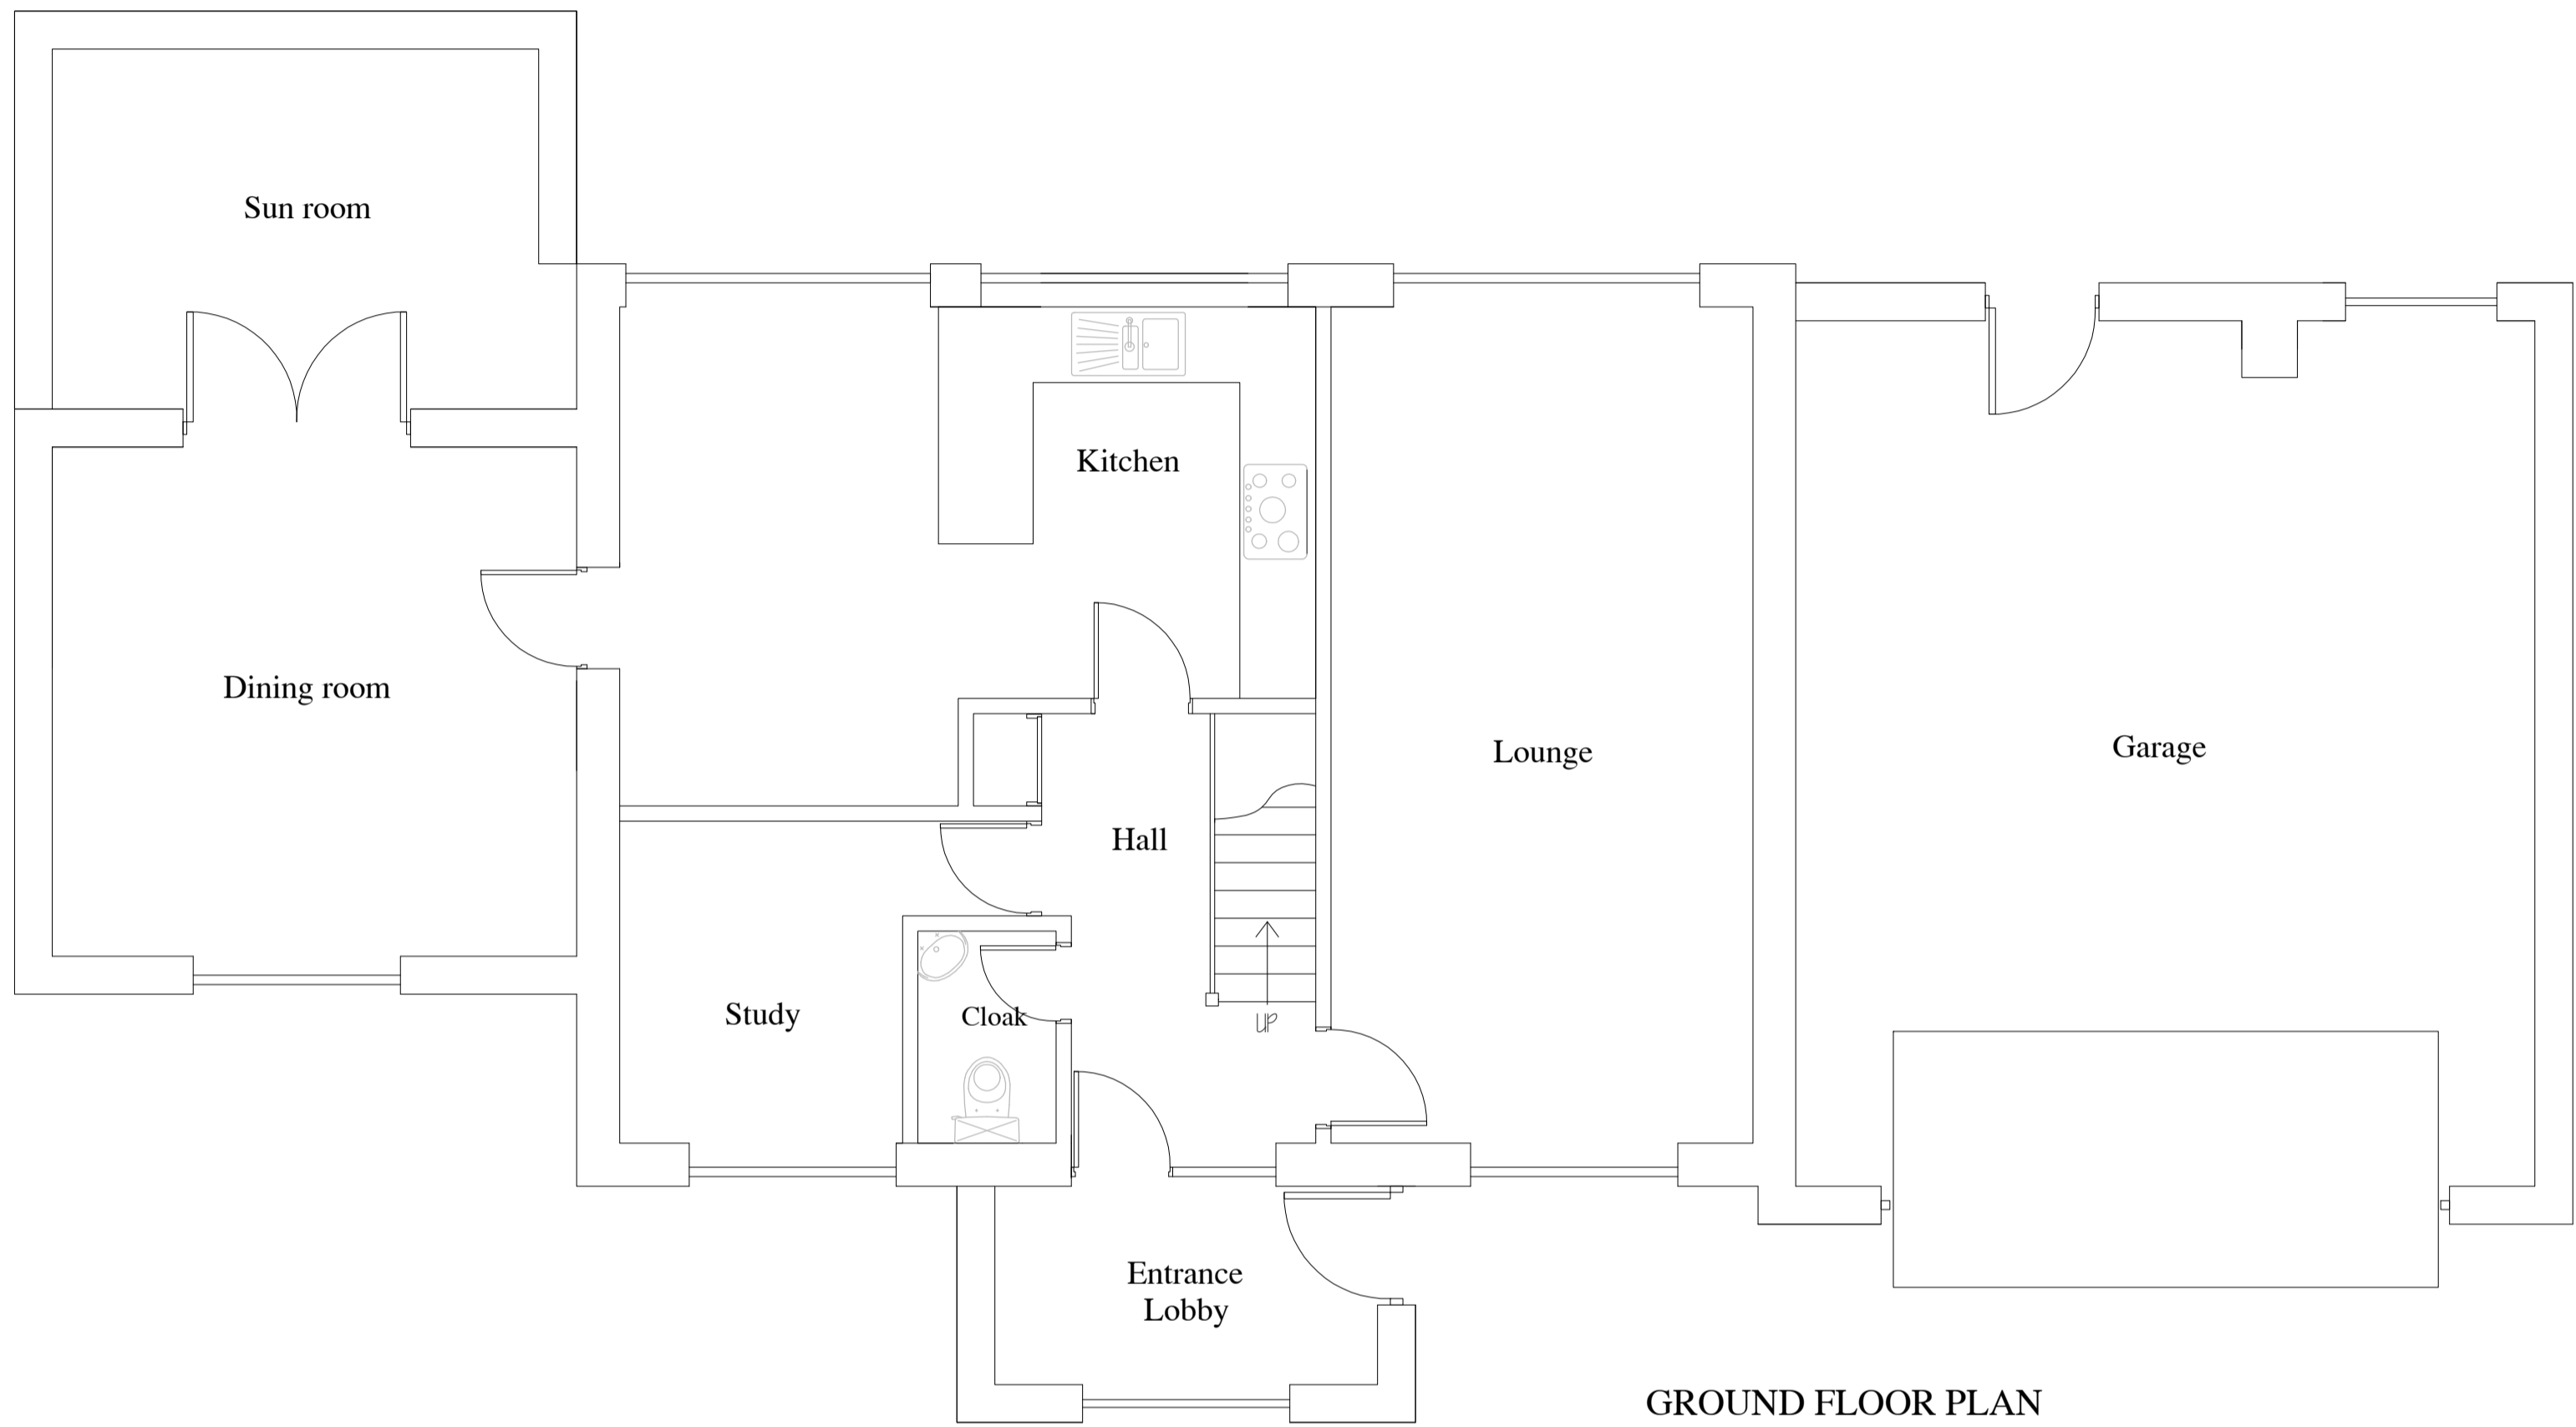 Sun room
Kitchen
Dining room
Lounge
Garage
Hall
Study
Cloak
UP
Entrance
Lobby
GROUND FLOOR PLAN